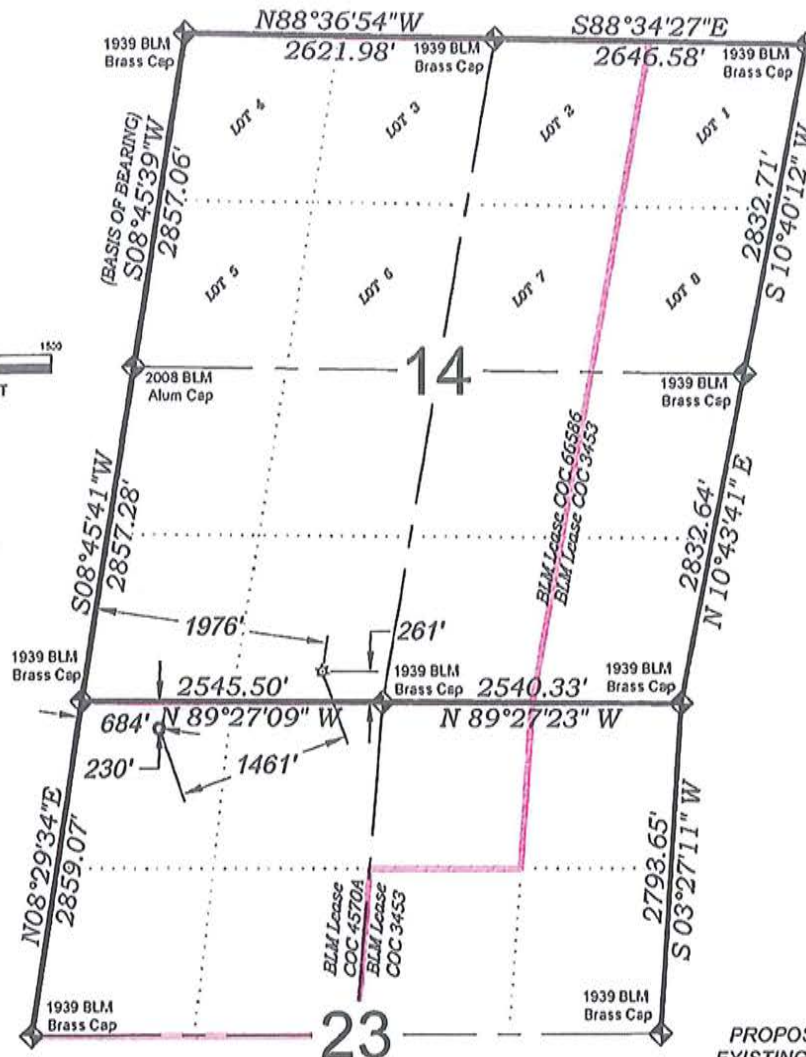 N88°36'54"W
S88°34'27"E
1939 BLM
Brass Cap
2621.98'
1939 BLM
Brass Cap
2646.58'
1939 BLM
Brass Cap
LOT 4
LOT 3
LOT 2
LOT 1
(BASIS OF BEARING)
S08°45'39"W
2857.06'
2832.71'
S 10°40'12" W
LOT 5
LOT 6
LOT 7
LOT 8
1500
T
14
2008 BLM
Alum Cap
1939 BLM
Brass Cap
BLM Lease COC 66586
BLM Lease COC 3453
S08°45'41"W
2857.28'
2832.64'
N 10°43'41" E
1976'
261'
1939 BLM
Brass Cap
1939 BLM
Brass Cap
1939 BLM
Brass Cap
2545.50'
N 89°27'09" W
2540.33'
N 89°27'23" W
684'
230'
1461'
N08°29'34"E
2859.07'
2793.65'
S 03°27'11" W
BLM Lease
COC 4570A
BLM Lease
COC 3453
1939 BLM
Brass Cap
1939 BLM
Brass Cap
23
PROPOS
EXISTING